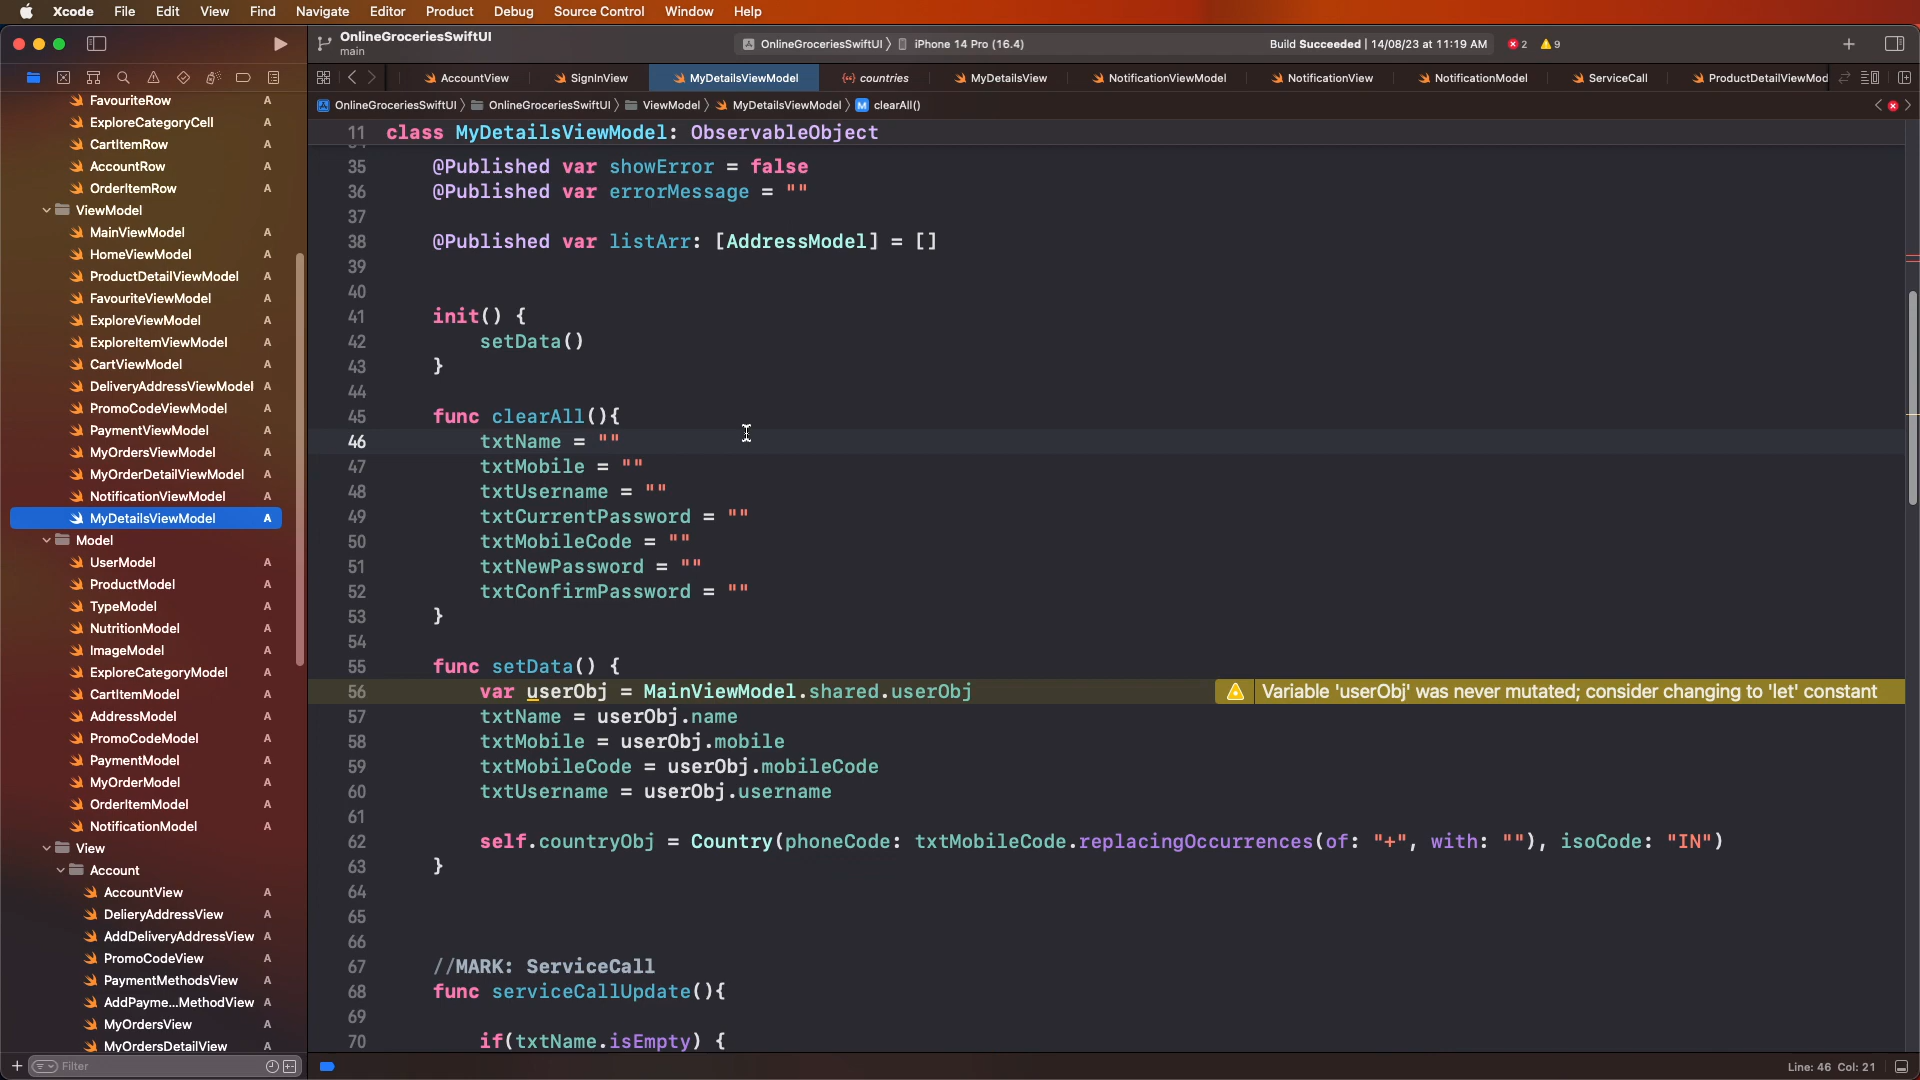 Xcode File Edit View Find Navigate Editor Product Debug Source Control Window Help
OnlineGroceriesSwiftUI
main
OnlineGroceriesSwiftUI 〉 iPhone 14 Pro (16.4)
Build Succeeded | 14/08/23 at 11:19 AM 2 9
AccountView SignInView MyDetailsViewModel countries MyDetailsView NotificationViewModel NotificationView NotificationModel ServiceCall ProductDetailViewMod
OnlineGroceriesSwiftUI 〉 OnlineGroceriesSwiftUI 〉 ViewModel 〉 MyDetailsViewModel 〉 M clearAll()
FavouriteRow A
ExploreCategoryCell A
CartItemRow A
AccountRow A
OrderItemRow A
ViewModel
MainViewModel A
HomeViewModel A
ProductDetailViewModel A
FavouriteViewModel A
ExploreViewModel A
ExploreItemViewModel A
CartViewModel A
DeliveryAddressViewModel A
PromoCodeViewModel A
PaymentViewModel A
MyOrdersViewModel A
MyOrderDetailViewModel A
NotificationViewModel A
MyDetailsViewModel A
Model
UserModel A
ProductModel A
TypeModel A
NutritionModel A
ImageModel A
ExploreCategoryModel A
CartItemModel A
AddressModel A
PromoCodeModel A
PaymentModel A
MyOrderModel A
OrderItemModel A
NotificationModel A
View
Account
AccountView A
DelieryAddressView A
AddDeliveryAddressView A
PromoCodeView A
PaymentMethodsView A
AddPayme...MethodView A
MyOrdersView A
MyOrdersDetailView A
Filter
11 class MyDetailsViewModel: ObservableObject
35 @Published var showError = false
36 @Published var errorMessage = ""
37
38 @Published var listArr: [AddressModel] = []
39
40
41 init() {
42 setData()
43 }
44
45 func clearAll(){
46 txtName = ""
47 txtMobile = ""
48 txtUsername = ""
49 txtCurrentPassword = ""
50 txtMobileCode = ""
51 txtNewPassword = ""
52 txtConfirmPassword = ""
53 }
54
55 func setData() {
56 var userObj = MainViewModel.shared.userObj Variable 'userObj' was never mutated; consider changing to 'let' constant
57 txtName = userObj.name
58 txtMobile = userObj.mobile
59 txtMobileCode = userObj.mobileCode
60 txtUsername = userObj.username
61
62 self.countryObj = Country(phoneCode: txtMobileCode.replacingOccurrences(of: "+", with: ""), isoCode: "IN")
63 }
64
65
66
67 //MARK: ServiceCall
68 func serviceCallUpdate(){
69
70 if(txtName.isEmpty) {
Line: 46 Col: 21